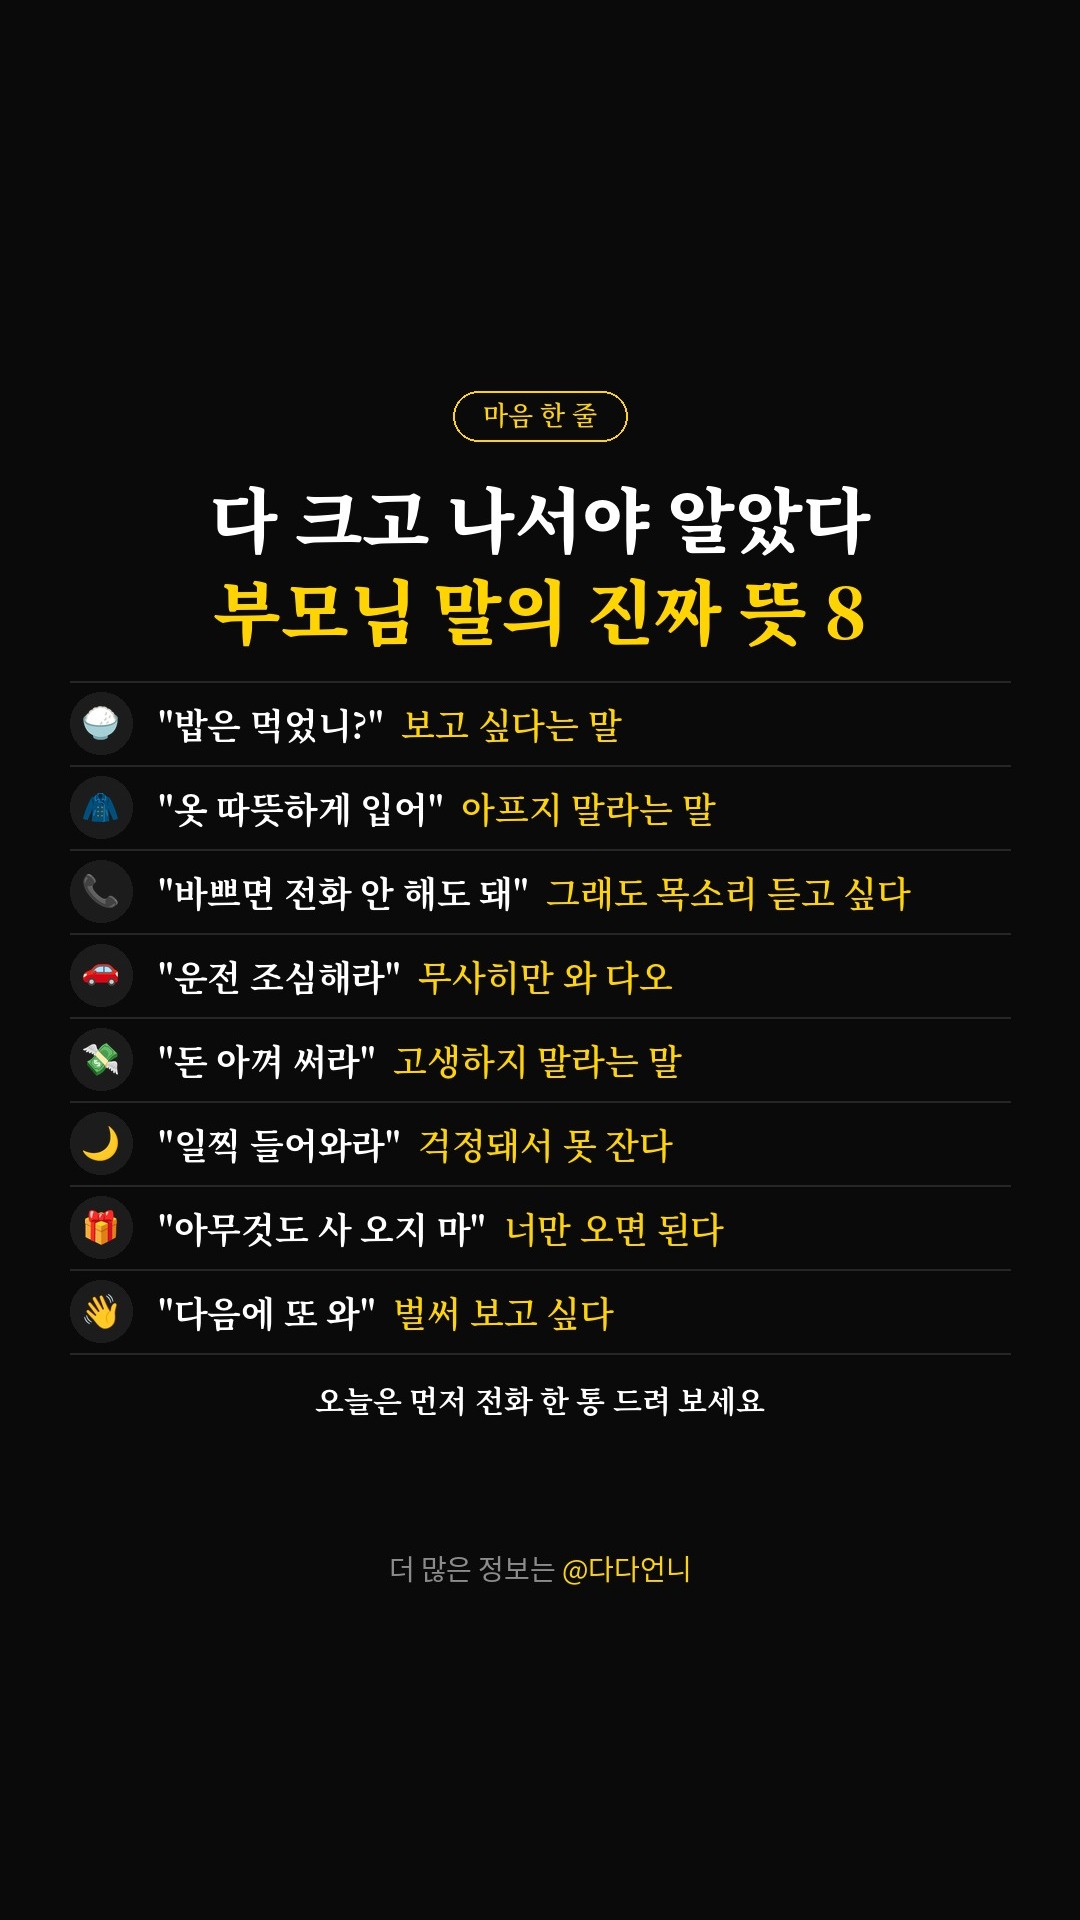 마음 한 줄
다 크고 나서야 알았다
부모님 말의 진짜 뜻 8
"밥은 먹었니?" 보고 싶다는 말
"옷 따뜻하게 입어" 아프지 말라는 말
"바쁘면 전화 안 해도 돼" 그래도 목소리 듣고 싶다
"운전 조심해라" 무사히만 와 다오
"돈 아껴 써라" 고생하지 말라는 말
"일찍 들어와라" 걱정돼서 못 잔다
"아무것도 사 오지 마" 너만 오면 된다
"다음에 또 와" 벌써 보고 싶다
오늘은 먼저 전화 한 통 드려 보세요
더 많은 정보는 @다다언니